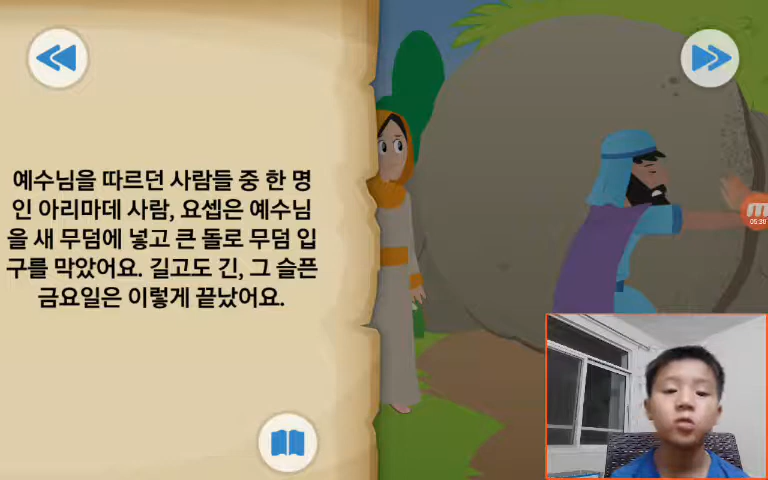 예수님을 따르던 사람들 중 한 명
인 아리마데 사람, 요셉은 예수님
을 새 무덤에 넣고 큰 돌로 무덤 입
구를 막았어요. 길고도 긴, 그 슬픈
금요일은 이렇게 끝났어요.
05:30